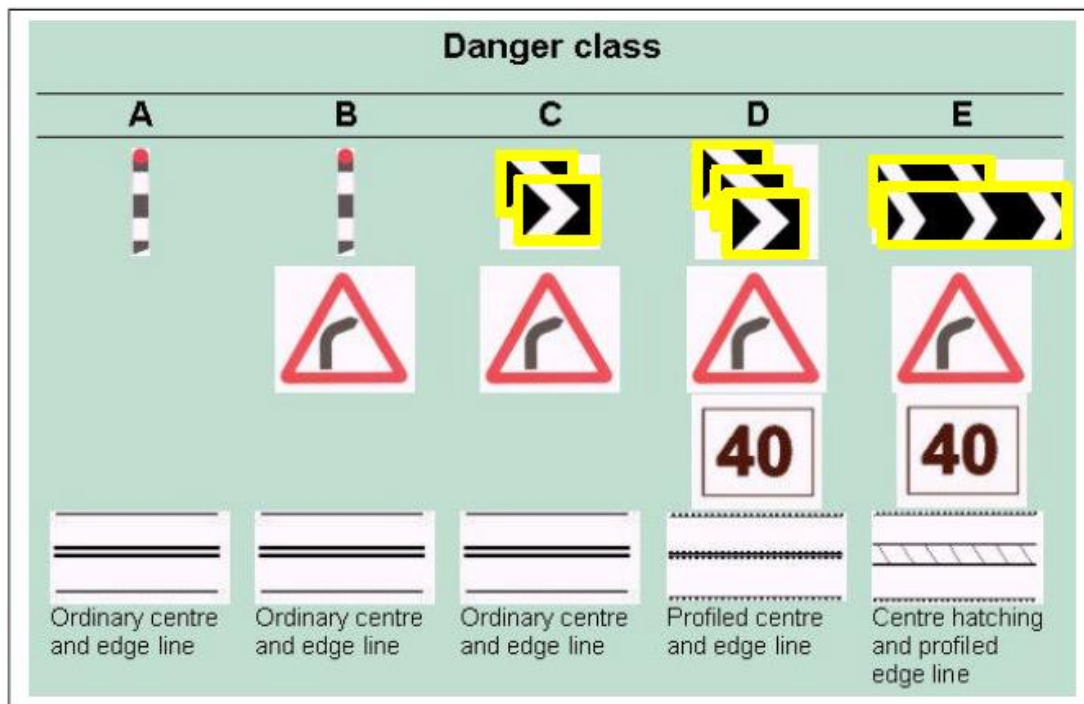 Danger class
A B C D E
40 40
Ordinary centre and edge line
Ordinary centre and edge line
Ordinary centre and edge line
Profiled centre and edge line
Centre hatching and profiled edge line